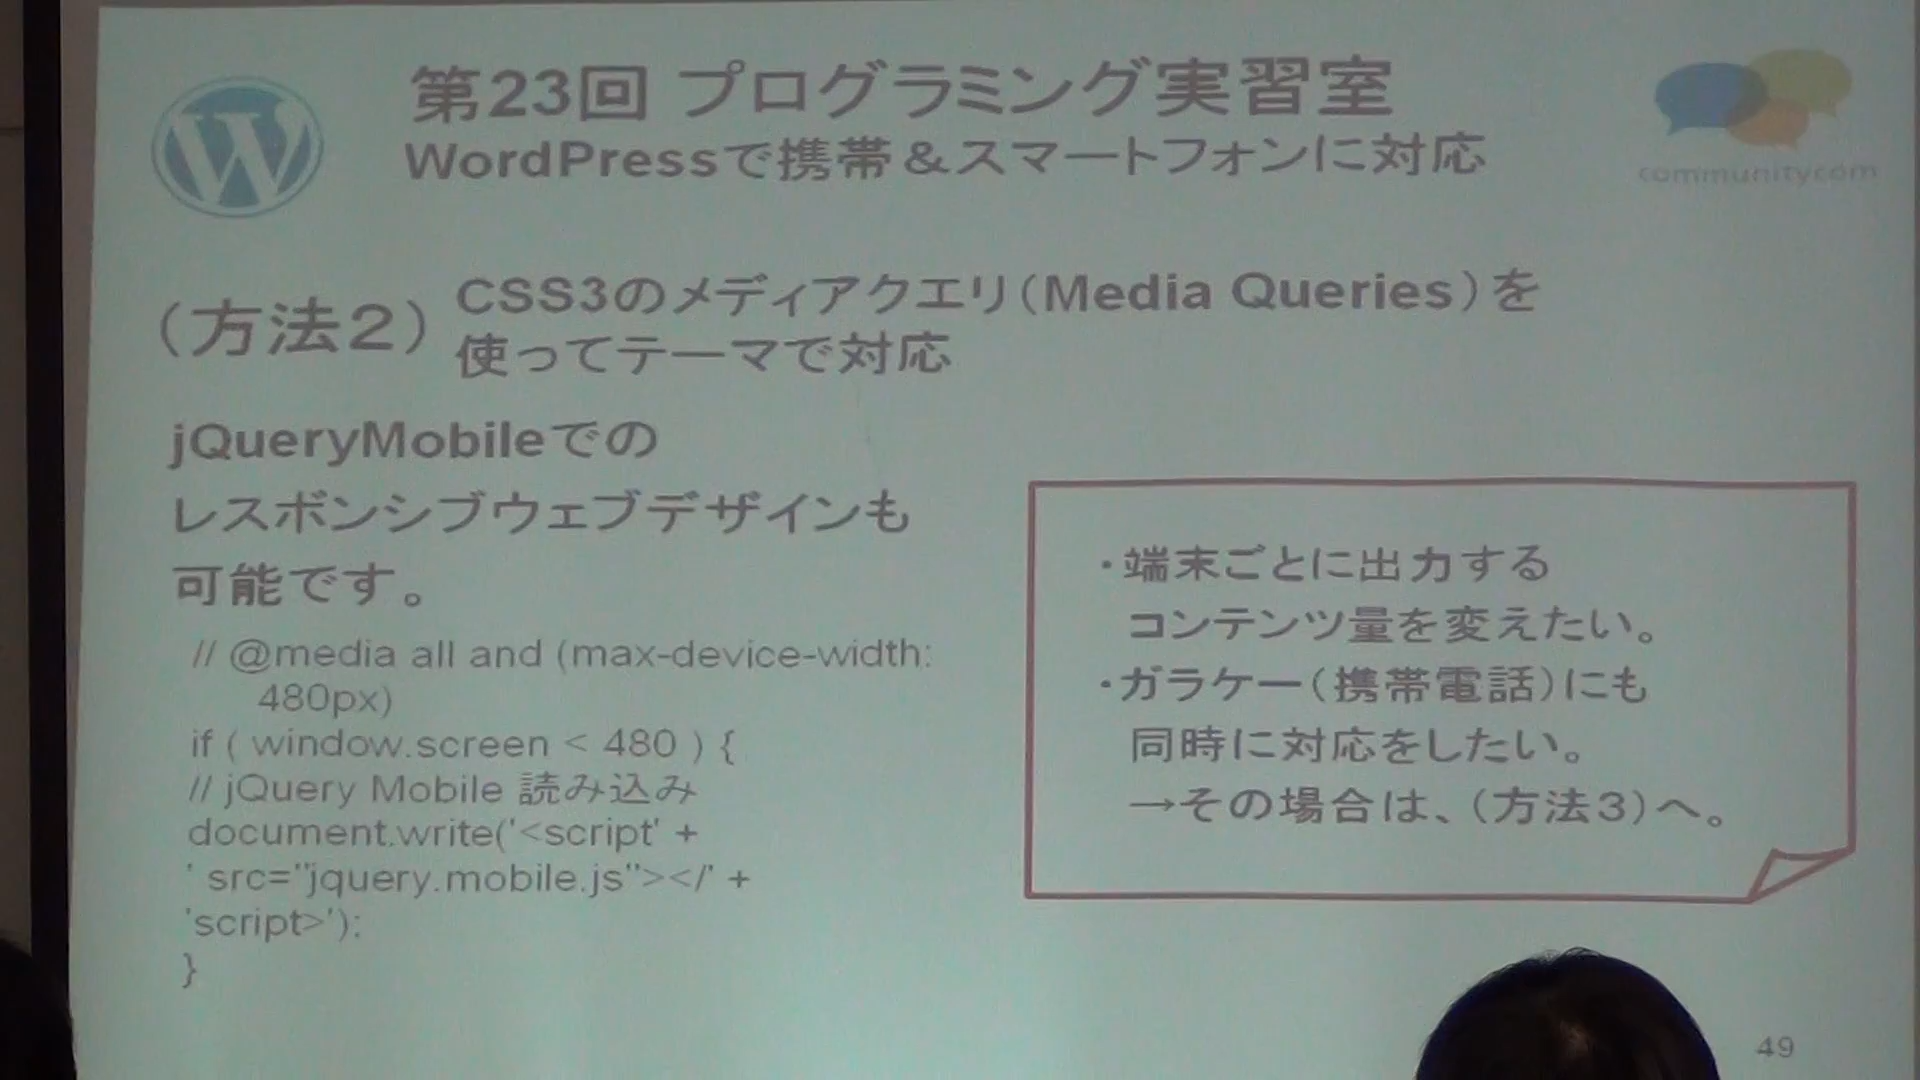 第23回 プログラミング実習室
WordPressで携帯＆スマートフォンに対応
communitycom
（方法２）
CSS3のメディアクエリ（Media Queries）を
使ってテーマで対応
jQueryMobileでの
レスポンシブウェブデザインも
可能です。
// @media all and (max-device-width:
480px)
if ( window.screen < 480 ) {
// jQuery Mobile 読み込み
document.write('<script' +
' src="jquery.mobile.js"></' +
'script>');
}
・端末ごとに出力する
コンテンツ量を変えたい。
・ガラケー（携帯電話）にも
同時に対応をしたい。
→その場合は、（方法３）へ。
49